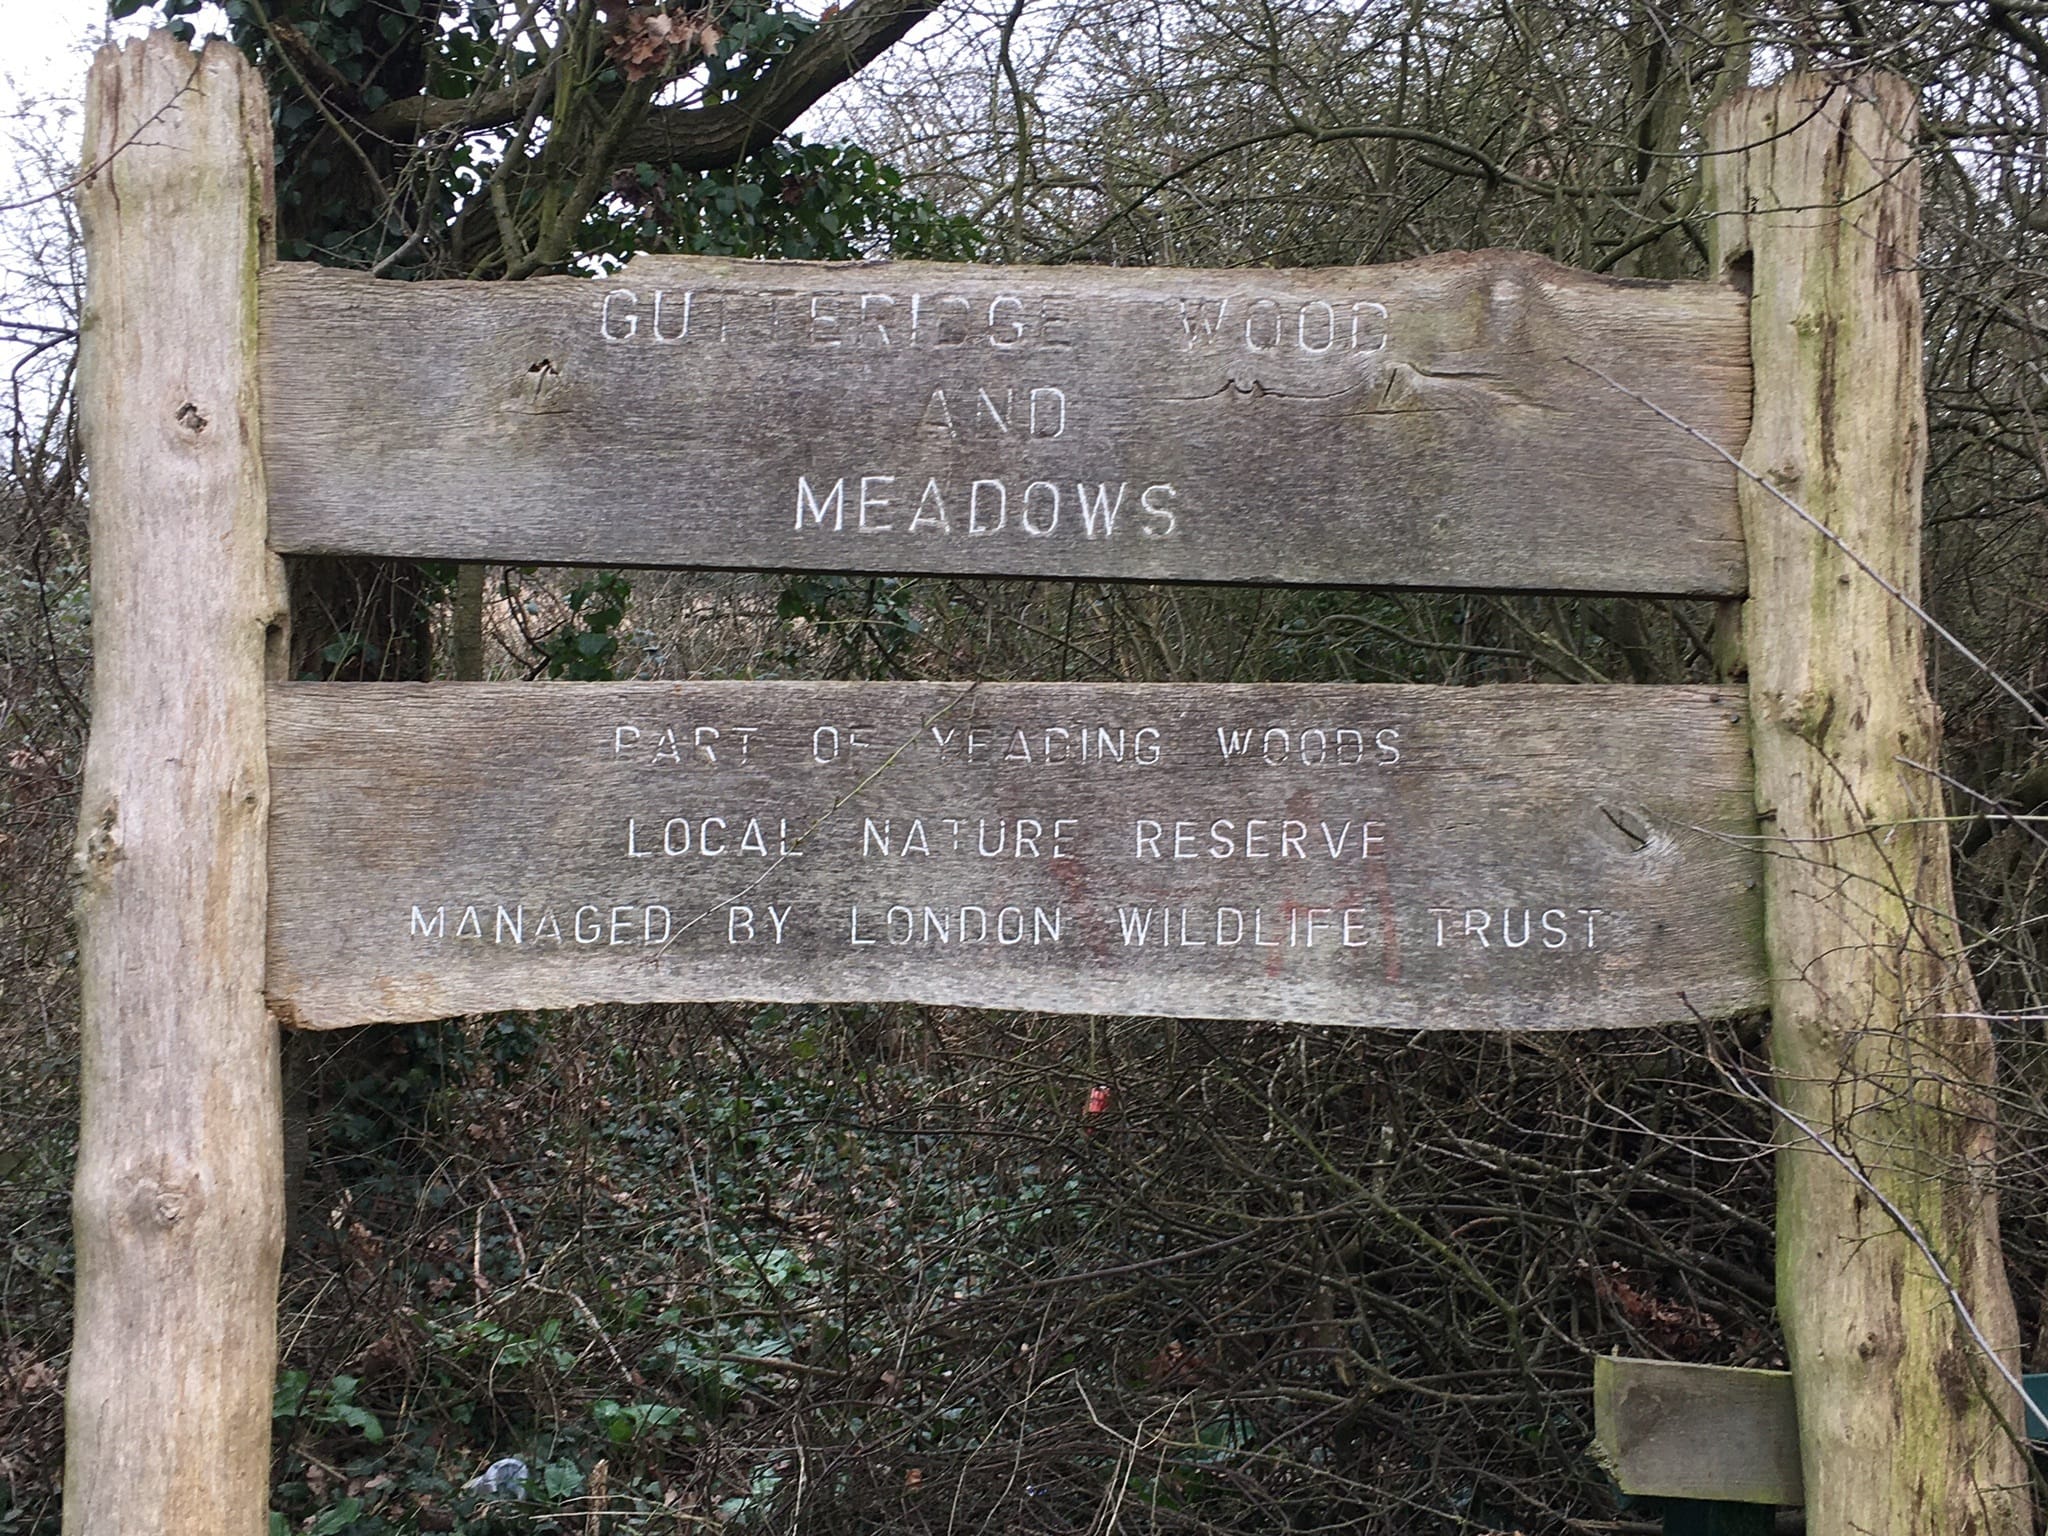 GUTTERIDGE WOOD
AND
MEADOWS
PART OF YEADING WOODS
LOCAL NATURE RESERVE
MANAGED BY LONDON WILDLIFE TRUST